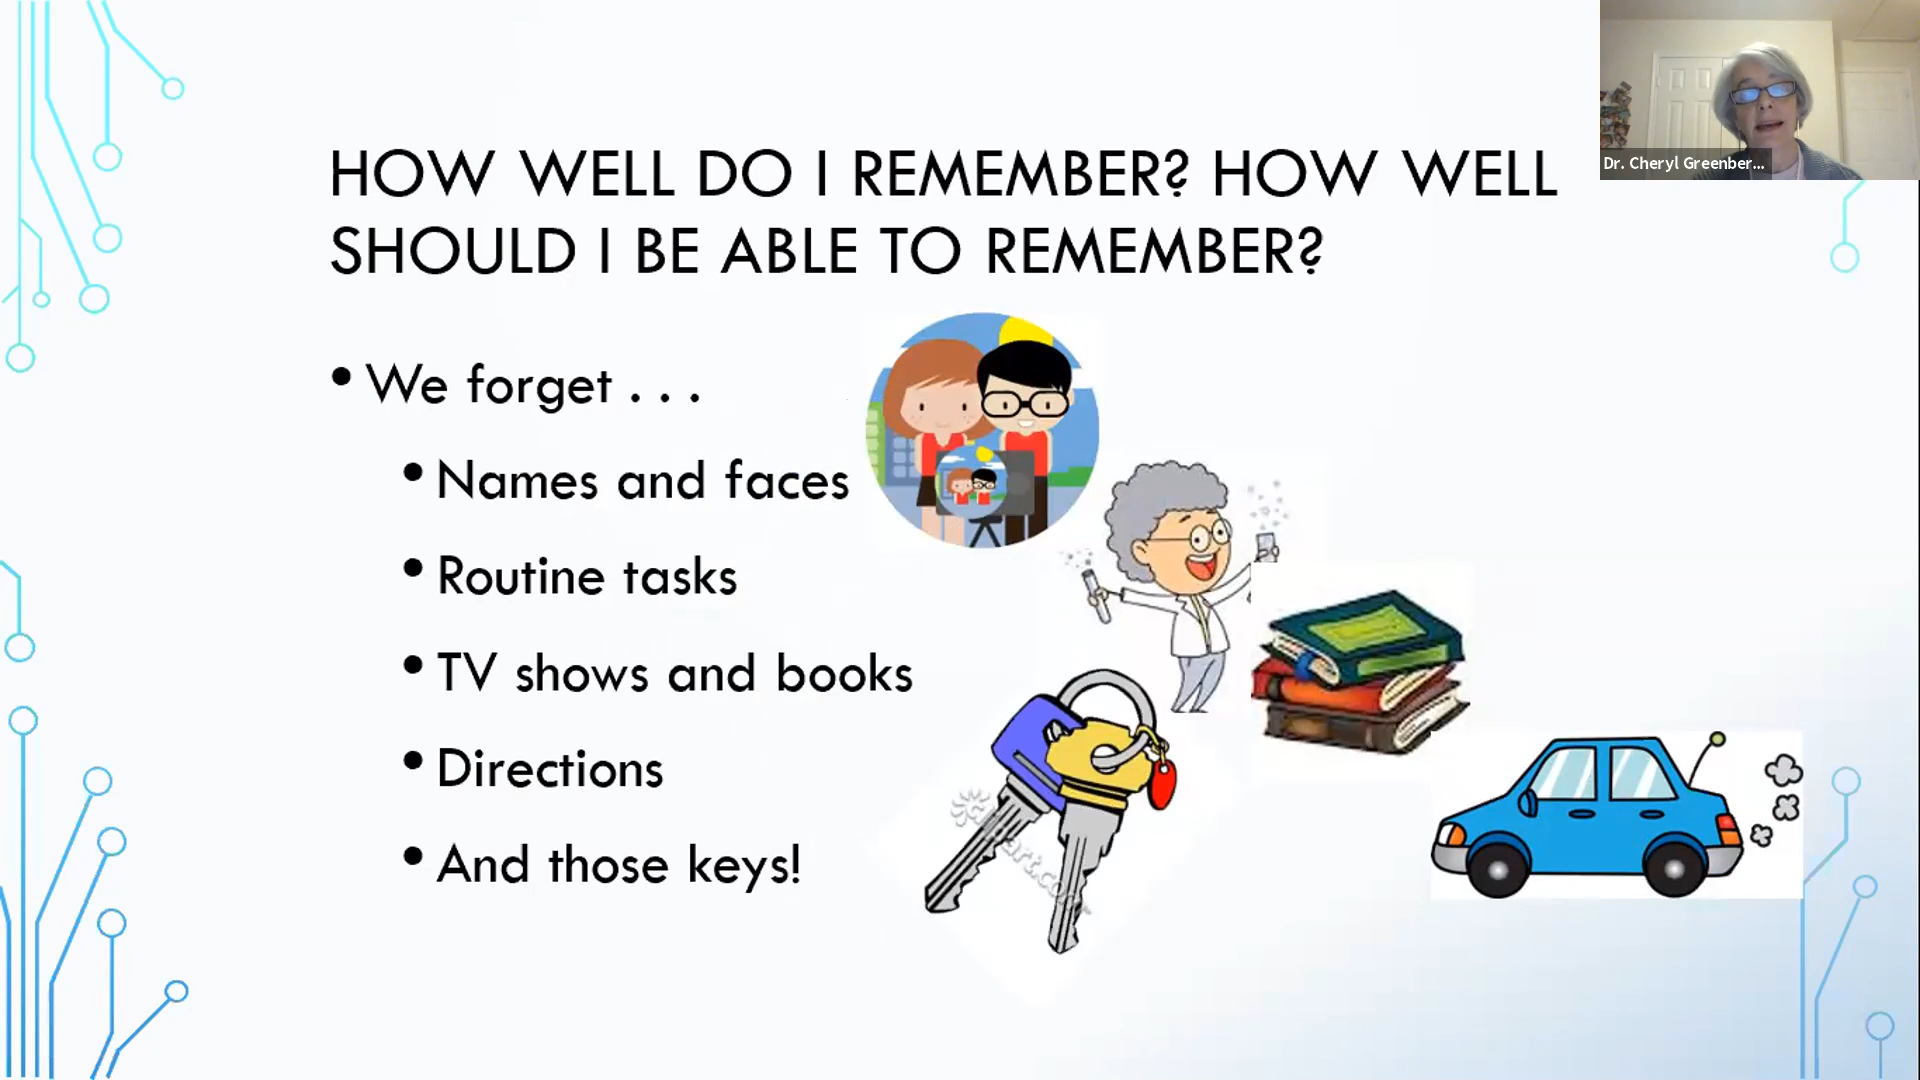 HOW WELL DO I REMEMBER? HOW WELL
SHOULD I BE ABLE TO REMEMBER?
Dr. Cheryl Greenber...
• We forget . . .
• Names and faces
• Routine tasks
• TV shows and books
• Directions
• And those keys!